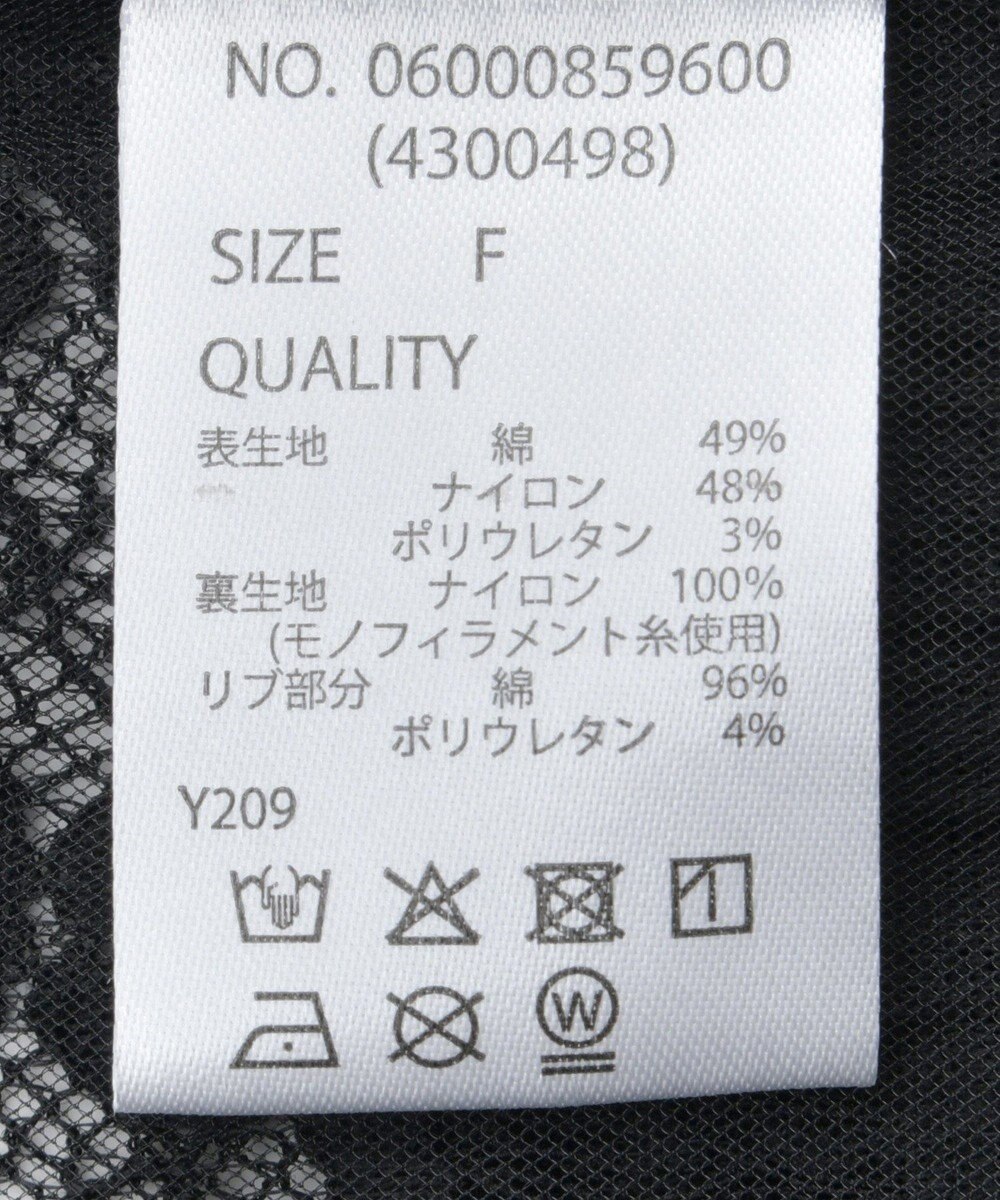 NO. 06000859600
(4300498)
SIZE F
QUALITY
表生地 綿 49%
ナイロン 48%
ポリウレタン 3%
裏生地 ナイロン 100%
(モノフィラメント糸使用)
リブ部分 綿 96%
ポリウレタン 4%
Y209
W